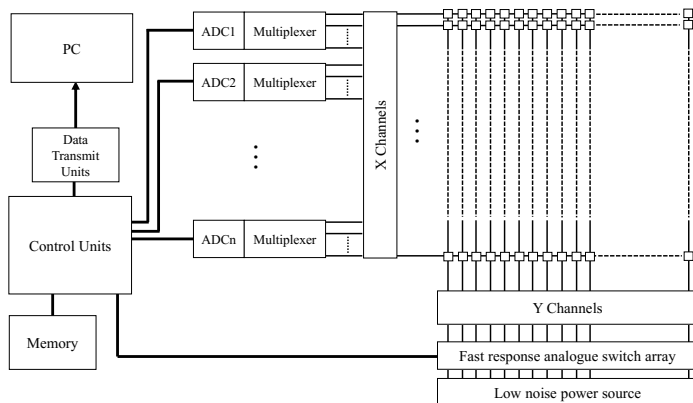 PC
Data
Transmit
Units
Control Units
Memory
ADC1
Multiplexer
ADC2
Multiplexer
ADCn
Multiplexer
X Channels
Y Channels
Fast response analogue switch array
Low noise power source